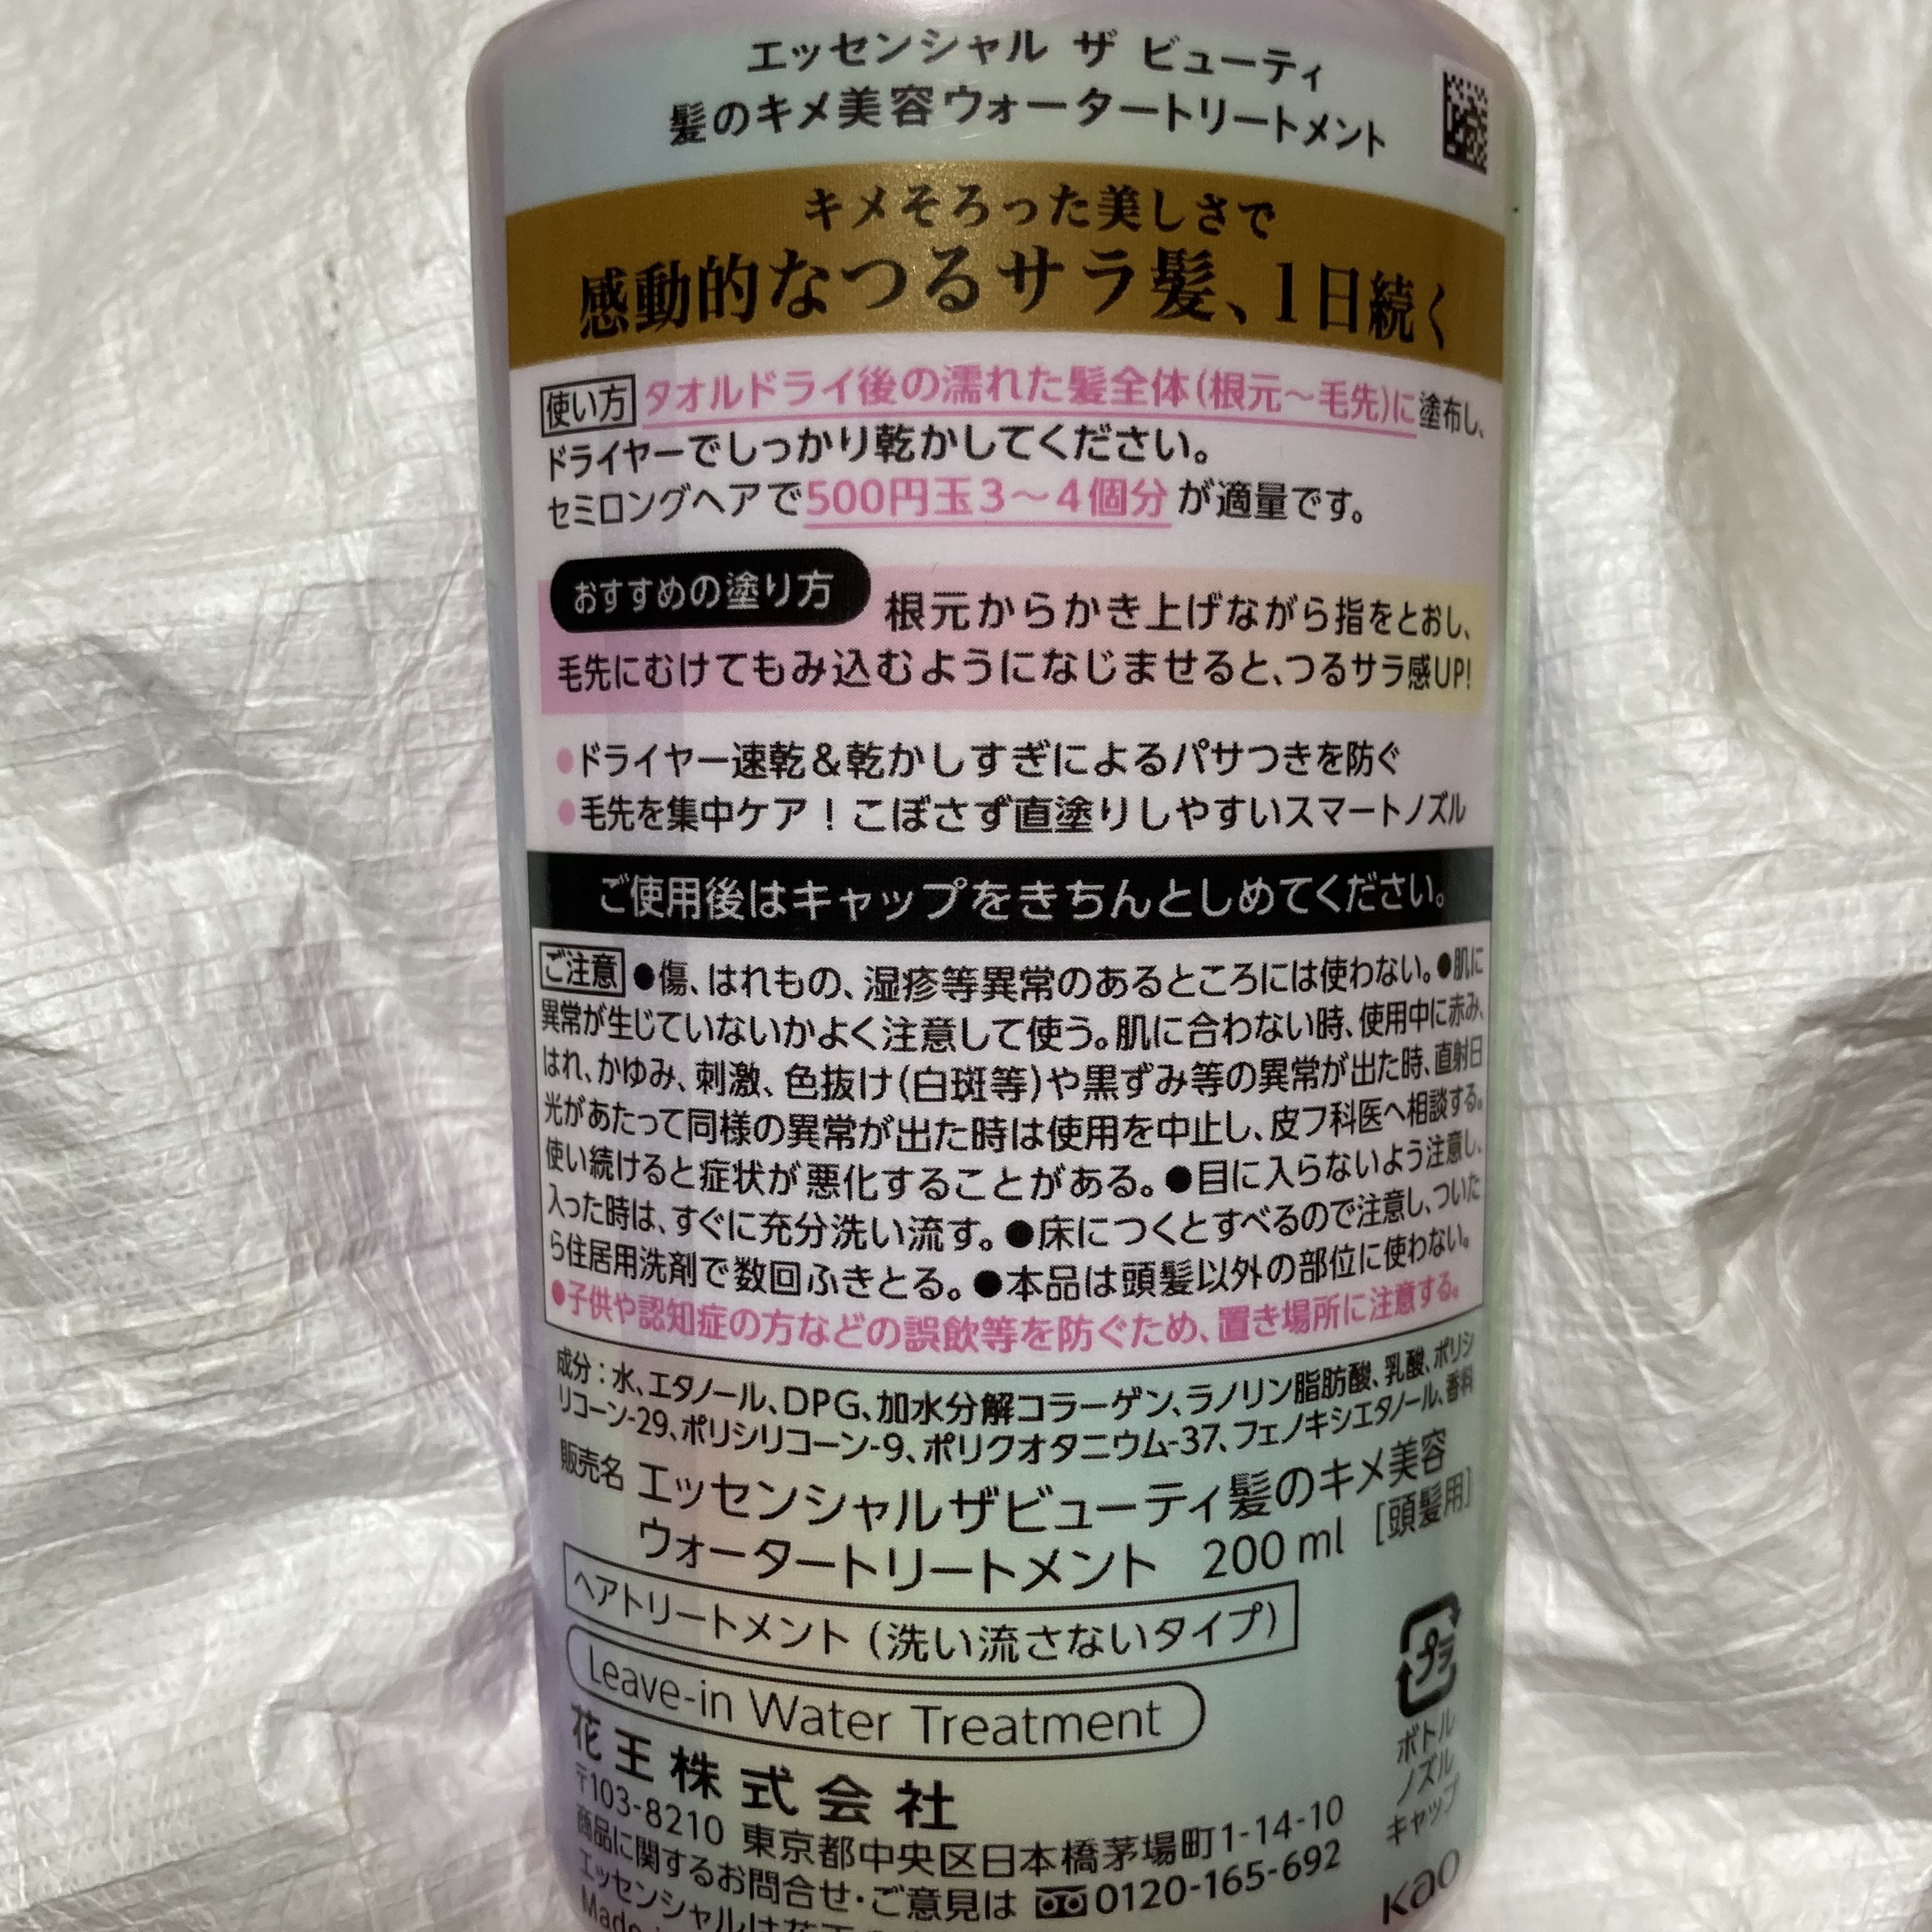 エッセンシャル ザ ビューティ
髪のキメ美容ウォータートリートメント
キメそろった美しさで
感動的なつるサラ髪、1日続く
使い方 タオルドライ後の濡れた髪全体(根元～毛先)に塗布し、
ドライヤーでしっかり乾かしてください。
セミロングヘアで500円玉3～4個分が適量です。
おすすめの塗り方 根元からかき上げながら指をとおし、
毛先にむけてもみ込むようになじませると、つるサラ感UP!
●ドライヤー速乾&乾かしすぎによるパサつきを防ぐ
●毛先を集中ケア！こぼさず直塗りしやすいスマートノズル
ご使用後はキャップをきちんとしめてください。
ご注意 ●傷、はれもの、湿疹等異常のあるところには使わない。●肌に
異常が生じていないかよく注意して使う。肌に合わない時、使用中に赤み、
はれ、かゆみ、刺激、色抜け(白斑等)や黒ずみ等の異常が出た時、直射日
光があたって同様の異常が出た時は使用を中止し、皮フ科医へ相談する。
使い続けると症状が悪化することがある。●目に入らないよう注意し、
入った時は、すぐに充分洗い流す。●床につくとすべるので注意し、ついた
ら住居用洗剤で数回ふきとる。●本品は頭髪以外の部位に使わない。
●子供や認知症の方などの誤飲等を防ぐため、置き場所に注意する。
成分：水、エタノール、DPG、加水分解コラーゲン、ラノリン脂肪酸、乳酸、ポリシ
リコーン-29、ポリシリコーン-9、ポリクオタニウム-37、フェノキシエタノール、香料
販売名 エッセンシャルザビューティ髪のキメ美容
ウォータートリートメント 200 ml [頭髪用]
ヘアトリートメント (洗い流さないタイプ)
Leave-in Water Treatment
花王株式会社
〒103-8210 東京都中央区日本橋茅場町1-14-10
商品に関するお問合せ・ご意見は 0120-165-692
エッセンシャルは花王
Made
プラ
ボトル
ノズル
キャップ
Kao